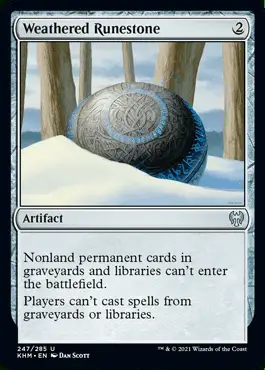 Weathered Runestone 2
Artifact
Nonland permanent cards in
graveyards and libraries can't enter
the battlefield.
Players can't cast spells from
graveyards or libraries.
247/285 U
KHM • EN DAN SCOTT
™ & © 2021 Wizards of the Coast